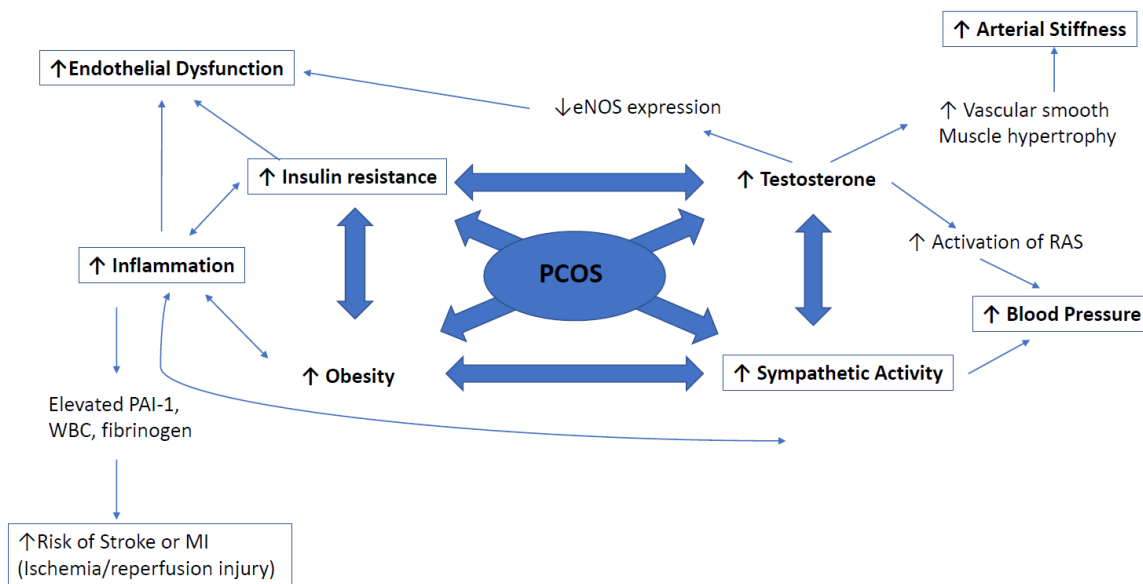 ↑ Arterial Stiffness
↑Endothelial Dysfunction
↓eNOS expression
↑ Vascular smooth
Muscle hypertrophy
↑ Insulin resistance
↑ Testosterone
↑ Activation of RAS
↑ Inflammation
PCOS
↑ Blood Pressure
↑ Obesity
↑ Sympathetic Activity
Elevated PAI-1,
WBC, fibrinogen
↑Risk of Stroke or MI
(Ischemia/reperfusion injury)